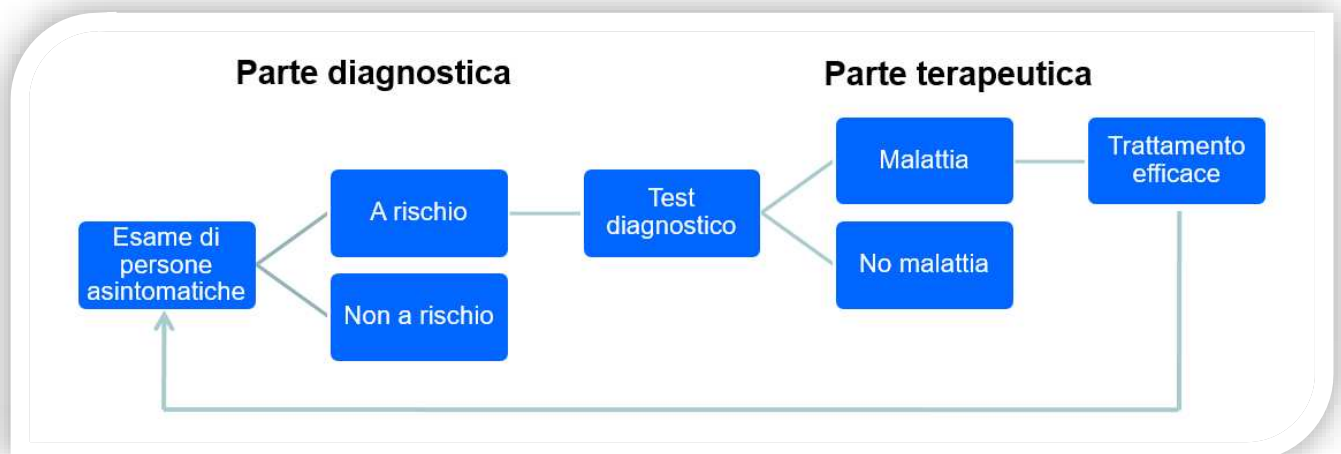 Parte diagnostica
Parte terapeutica
Esame di
persone
asintomatiche
A rischio
Non a rischio
Test
diagnostico
Malattia
No malattia
Trattamento
efficace